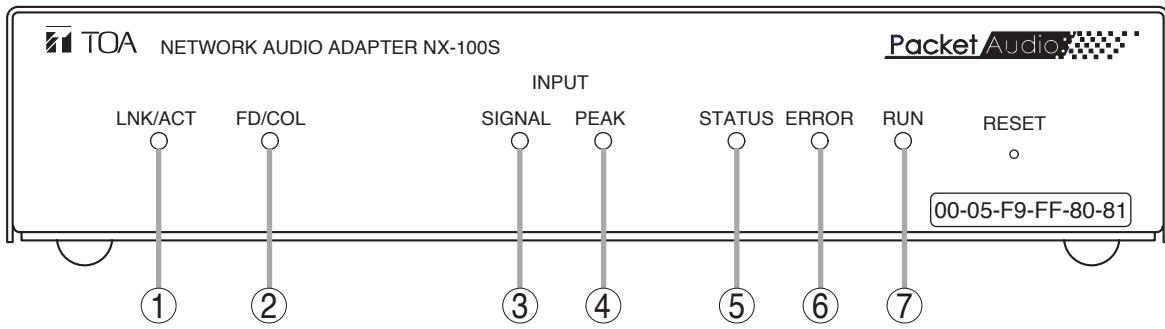 TOA NETWORK AUDIO ADAPTER NX-100S
Packet Audio
INPUT
LNK/ACT FD/COL SIGNAL PEAK STATUS ERROR RUN RESET
00-05-F9-FF-80-81
① ② ③ ④ ⑤ ⑥ ⑦